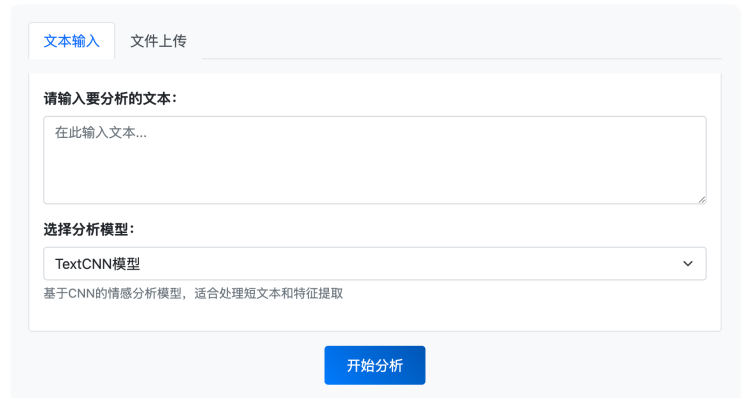 文本输入 文件上传
请输入要分析的文本：
在此输入文本...
选择分析模型：
TextCNN模型
基于CNN的情感分析模型，适合处理短文本和特征提取
开始分析